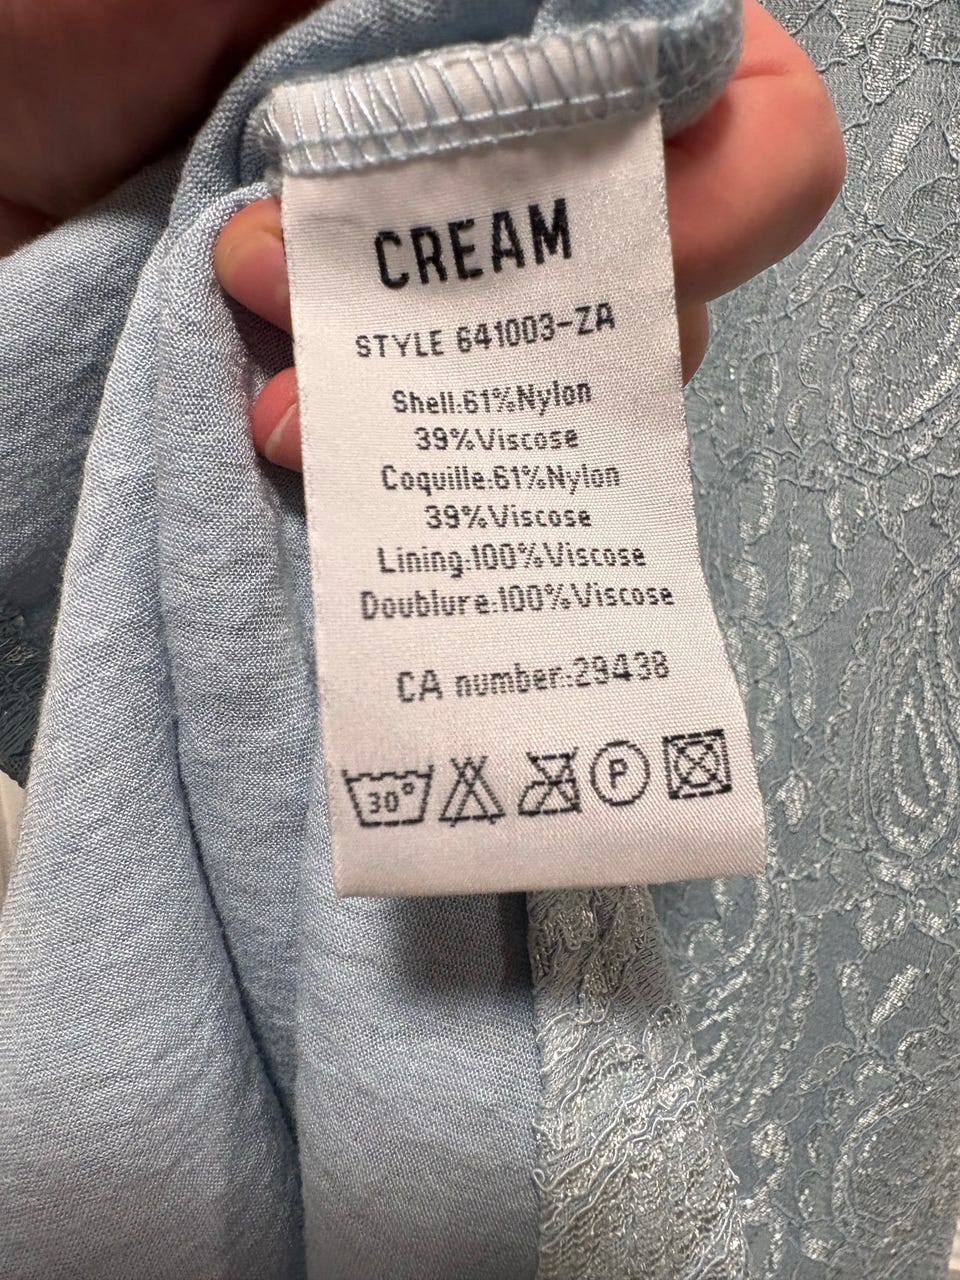 CREAM
STYLE 641003-ZA
Shell:61%Nylon
39%Viscose
Coquille:61%Nylon
39%Viscose
Lining:100%Viscose
Doublure:100%Viscose
CA number.:29438
30°
P